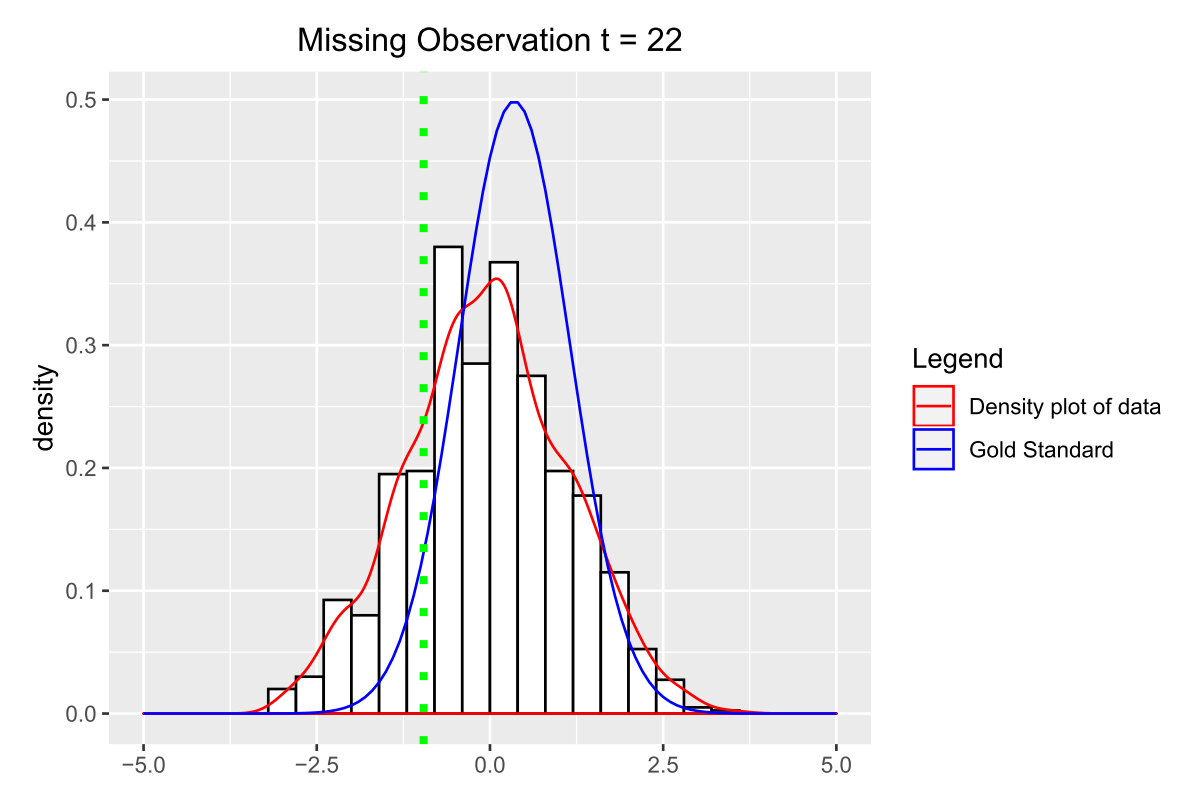 Missing Observation t = 22
density
0.5
0.4
0.3
0.2
0.1
0.0
−5.0 −2.5 0.0 2.5 5.0
Legend
Density plot of data
Gold Standard